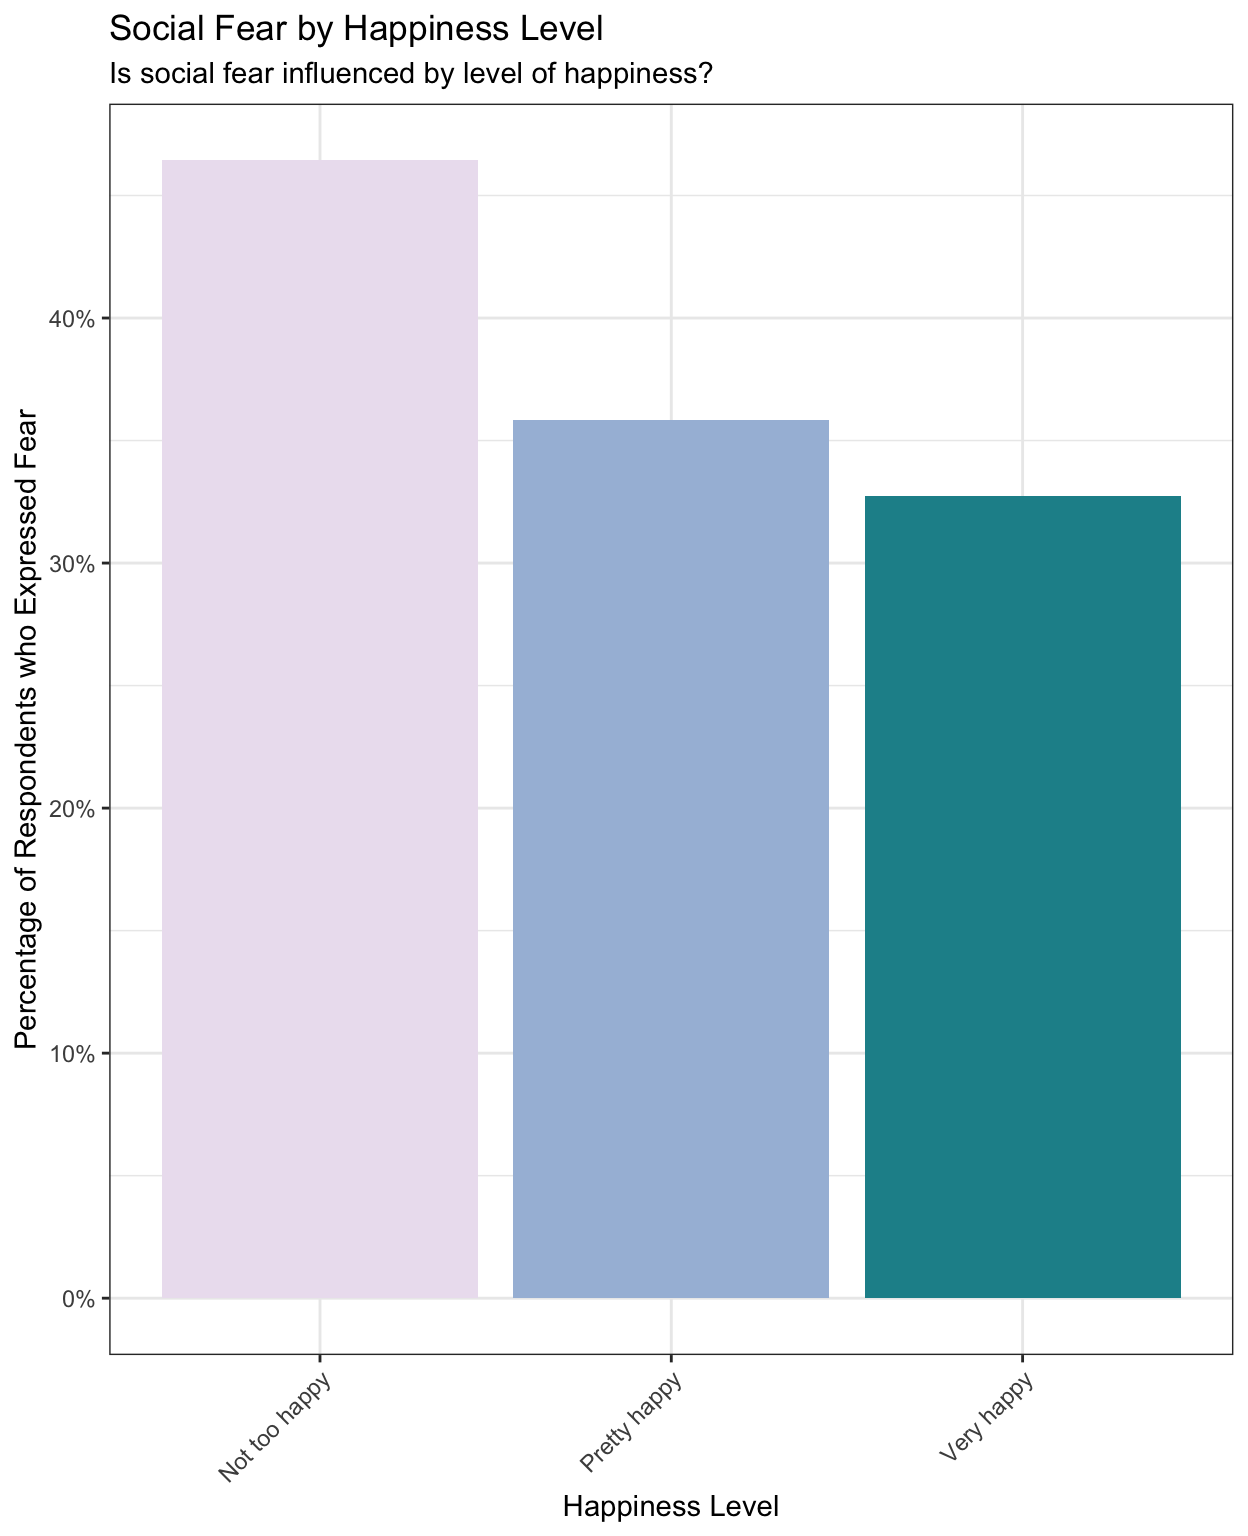 Social Fear by Happiness Level
Is social fear influenced by level of happiness?
Percentage of Respondents who Expressed Fear
40%
30%
20%
10%
0%
Not too happy
Pretty happy
Very happy
Happiness Level